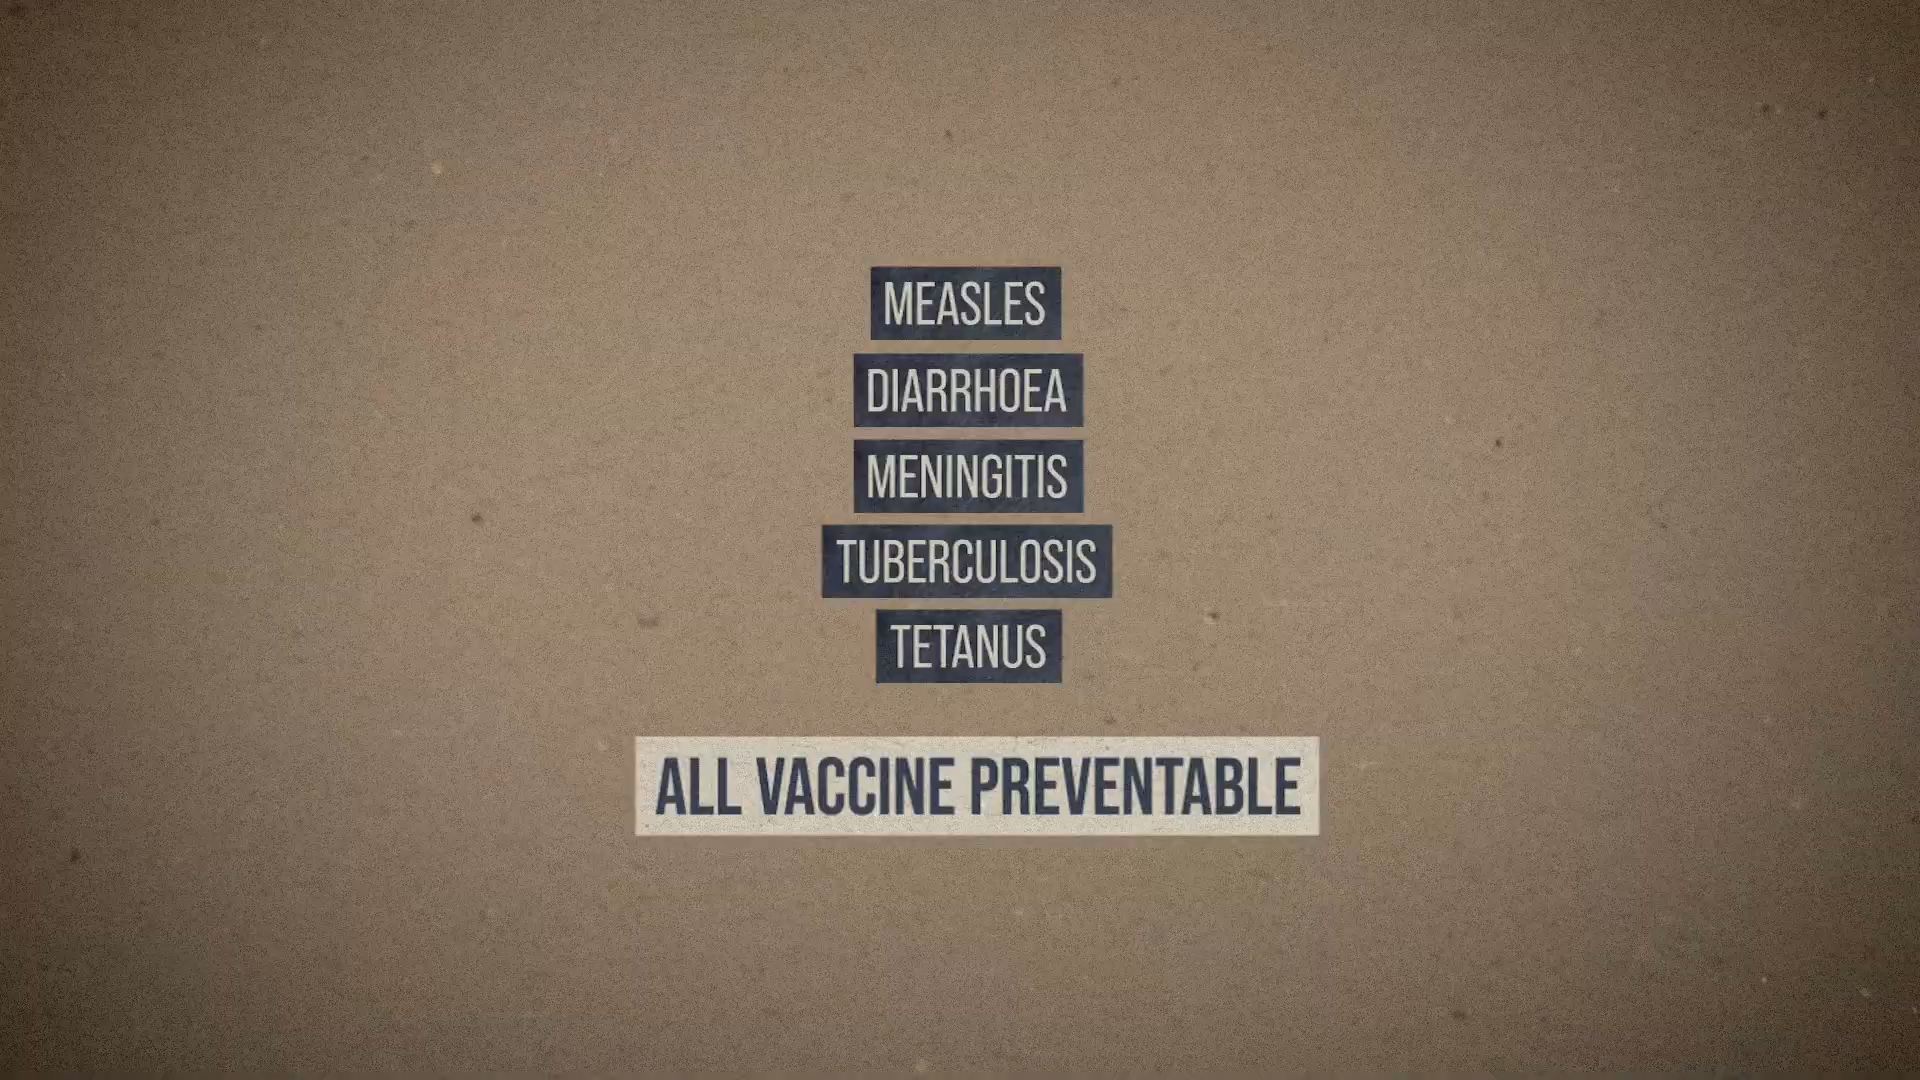 MEASLES
DIARRHOEA
MENINGITIS
TUBERCULOSIS
TETANUS
ALL VACCINE PREVENTABLE